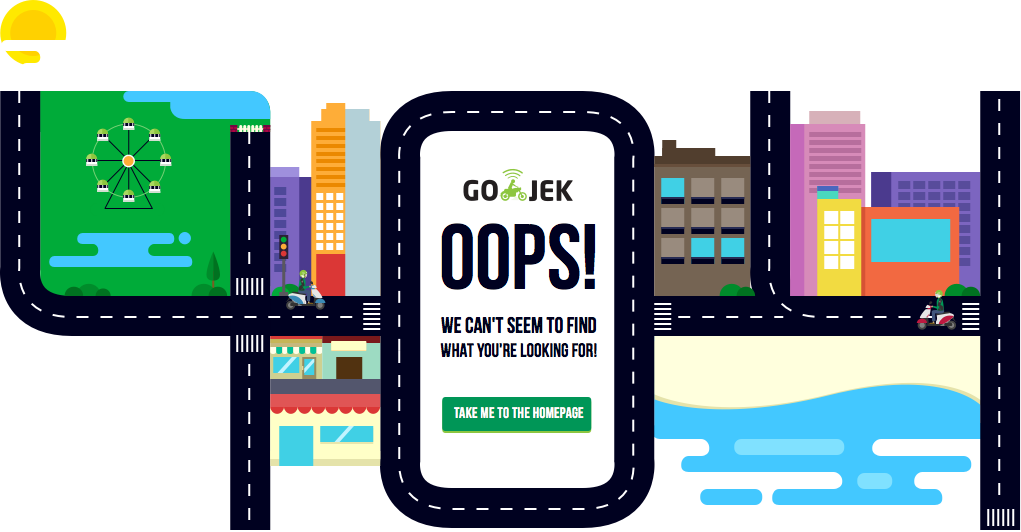 GO JEK
OOPS!
WE CAN'T SEEM TO FIND
WHAT YOU'RE LOOKING FOR!
TAKE ME TO THE HOMEPAGE